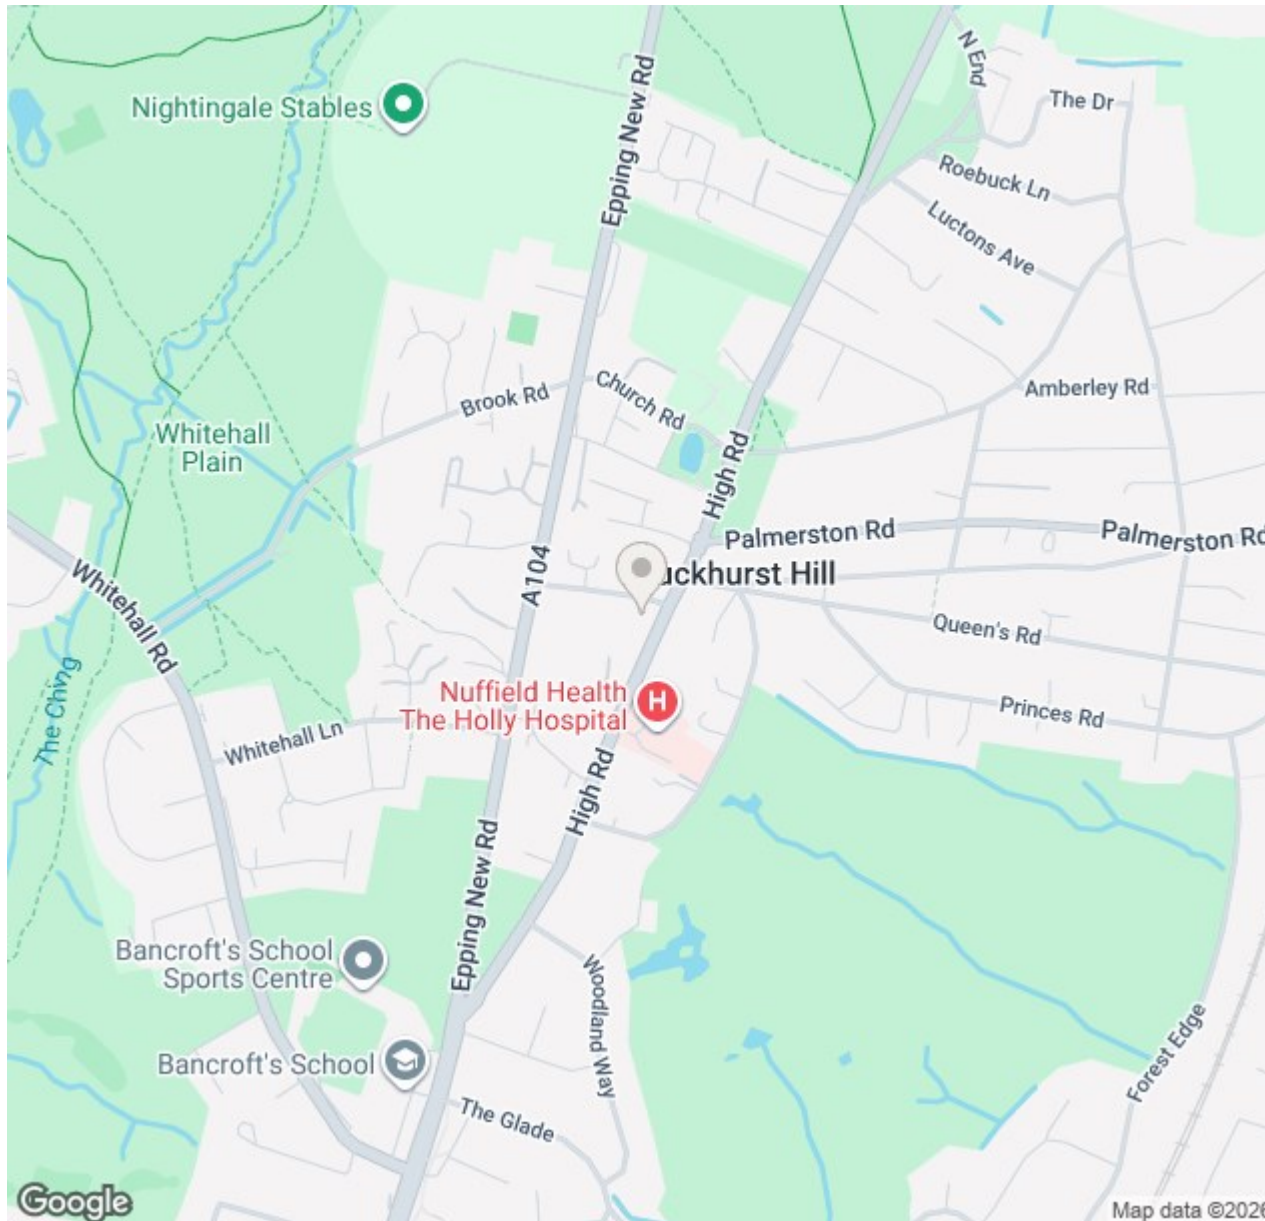 N End
The Dr
Nightingale Stables
Epping New Rd
Roebuck Ln
Luctons Ave
Brook Rd
Church Rd
Amberley Rd
Whitehall
Plain
High Rd
Palmerston Rd
Palmerston Rd
A104
uckhurst Hill
Whitehall Rd
Queen's Rd
The Ching
Nuffield Health
The Holly Hospital
Princes Rd
Whitehall Ln
High Rd
Epping New Rd
Bancroft's School
Sports Centre
Woodland Way
Forest Edge
Bancroft's School
The Glade
Google
Map data ©2026